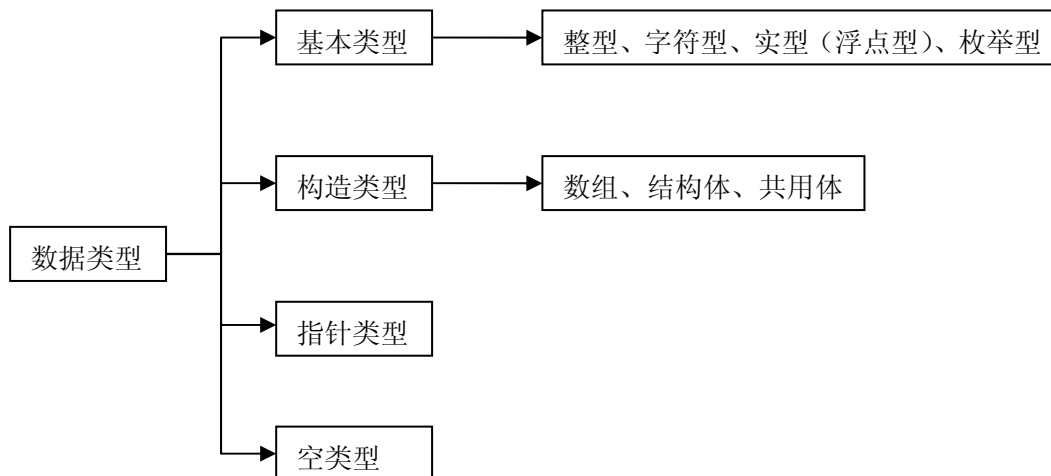 基本类型
整型、字符型、实型（浮点型）、枚举型
构造类型
数组、结构体、共用体
数据类型
指针类型
空类型